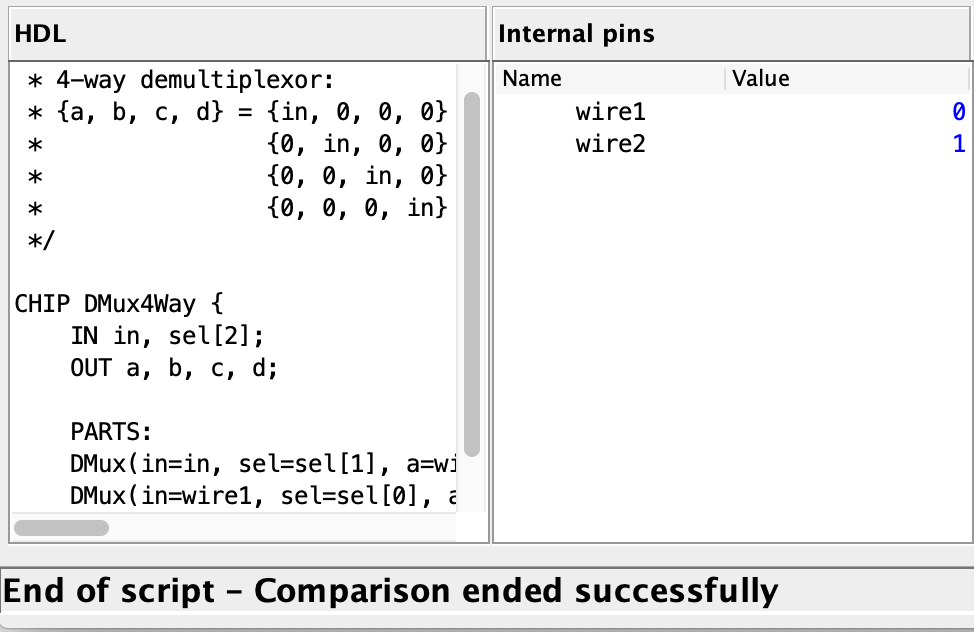 HDL
* 4-way demultiplexor:
* {a, b, c, d} = {in, 0, 0, 0}
* {0, in, 0, 0}
* {0, 0, in, 0}
* {0, 0, 0, in}
*/
CHIP DMux4Way {
IN in, sel[2];
OUT a, b, c, d;
PARTS:
DMux(in=in, sel=sel[1], a=wi
DMux(in=wire1, sel=sel[0], a
Internal pins
Name Value
wire1 0
wire2 1
End of script - Comparison ended successfully